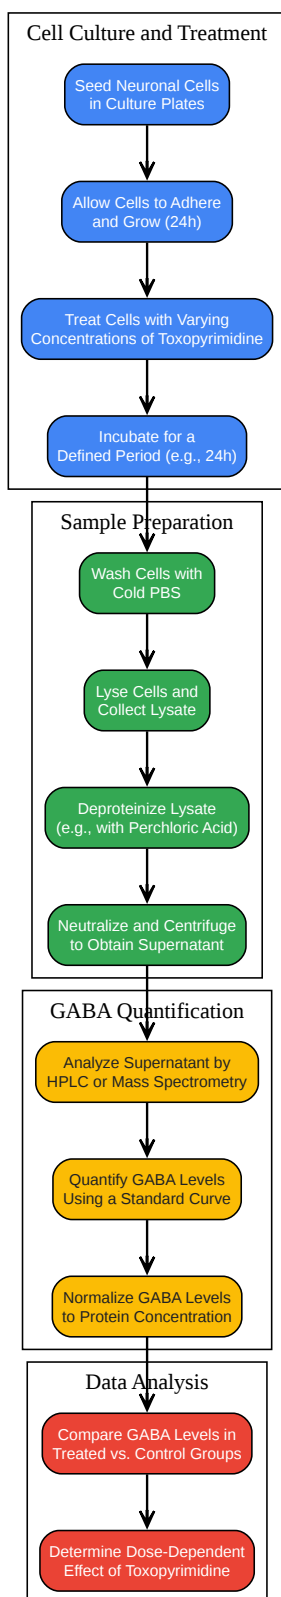 Cell Culture and Treatment
Seed Neuronal Cells
in Culture Plates
Allow Cells to Adhere
and Grow (24h)
Treat Cells with Varying
Concentrations of Toxopyrimidine
Incubate for a
Defined Period (e.g., 24h)
Sample Preparation
Wash Cells with
Cold PBS
Lyse Cells and
Collect Lysate
Deproteinize Lysate
(e.g., with Perchloric Acid)
Neutralize and Centrifuge
to Obtain Supernatant
GABA Quantification
Analyze Supernatant by
HPLC or Mass Spectrometry
Quantify GABA Levels
Using a Standard Curve
Normalize GABA Levels
to Protein Concentration
Data Analysis
Compare GABA Levels in
Treated vs. Control Groups
Determine Dose-Dependent
Effect of Toxopyrimidine